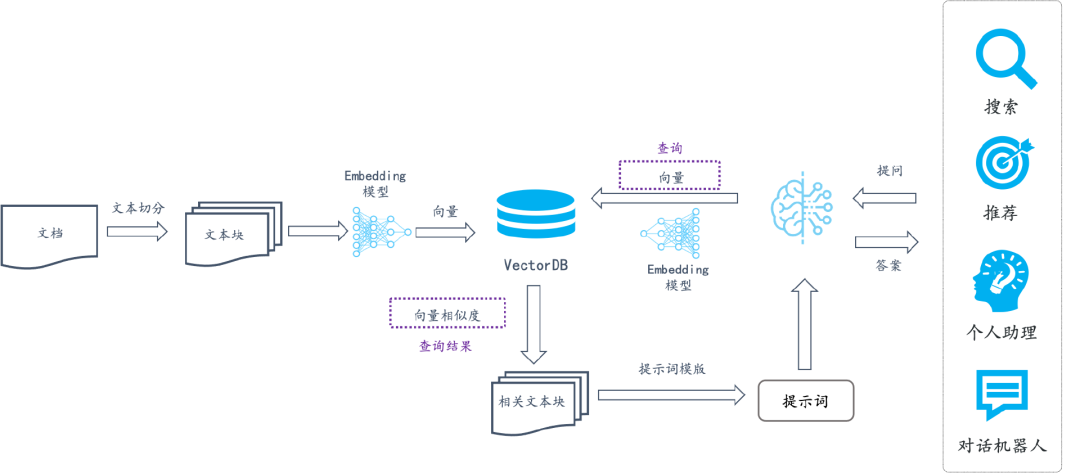 文档
文本切分
文本块
Embedding
模型
向量
VectorDB
查询
向量
Embedding
模型
提问
答案
向量相似度
查询结果
相关文本块
提示词模版
提示词
搜索
推荐
个人助理
对话机器人